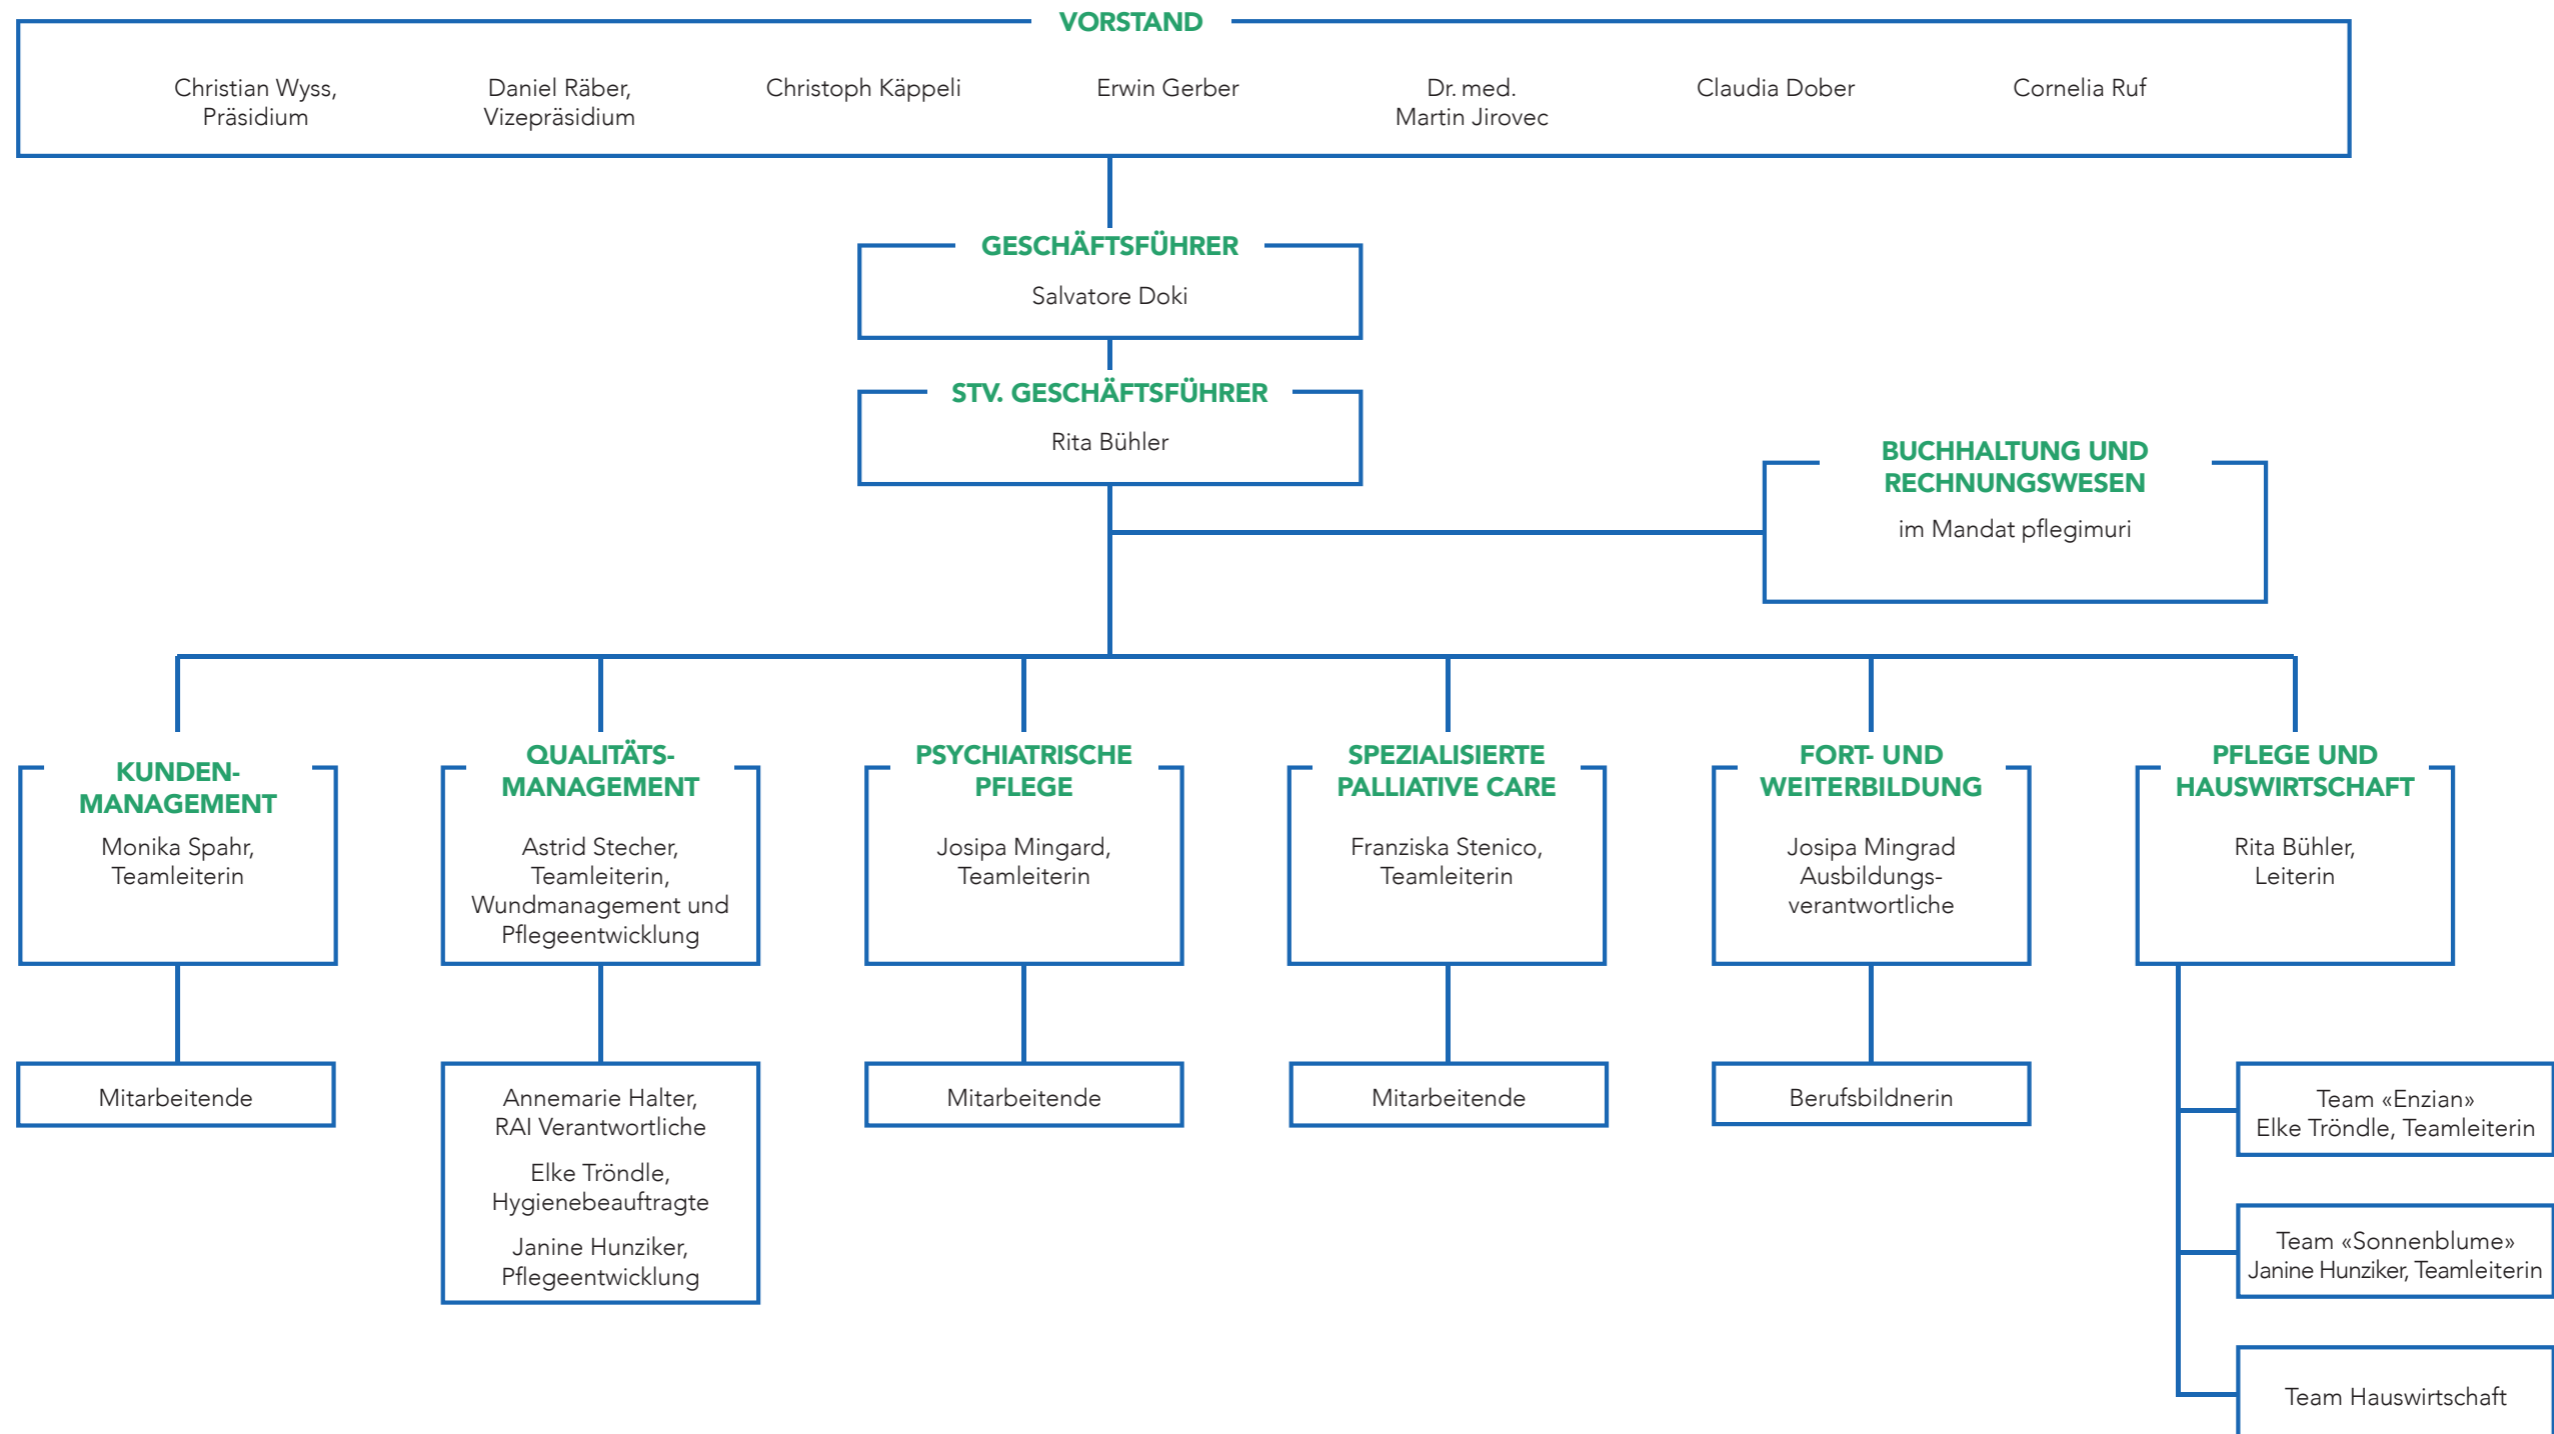 VORSTAND
Christian Wyss,
Präsidium
Daniel Räber,
Vizepräsidium
Christoph Käppeli
Erwin Gerber
Dr. med.
Martin Jirovec
Claudia Dober
Cornelia Ruf
GESCHÄFTSFÜHRER
Salvatore Doki
STV. GESCHÄFTSFÜHRER
Rita Bühler
BUCHHALTUNG UND
RECHNUNGSWESEN
im Mandat pflegimuri
KUNDEN-
MANAGEMENT
Monika Spahr,
Teamleiterin
Mitarbeitende
QUALITÄTS-
MANAGEMENT
Astrid Stecher,
Teamleiterin,
Wundmanagement und
Pflegeentwicklung
Annemarie Halter,
RAI Verantwortliche
Elke Tröndle,
Hygienebeauftragte
Janine Hunziker,
Pflegeentwicklung
PSYCHIATRISCHE
PFLEGE
Josipa Mingard,
Teamleiterin
Mitarbeitende
SPEZIALISIERTE
PALLIATIVE CARE
Franziska Stenico,
Teamleiterin
Mitarbeitende
FORT- UND
WEITERBILDUNG
Josipa Mingrad
Ausbildungs-
verantwortliche
Berufsbildnerin
PFLEGE UND
HAUSWIRTSCHAFT
Rita Bühler,
Leiterin
Team «Enzian»
Elke Tröndle, Teamleiterin
Team «Sonnenblume»
Janine Hunziker, Teamleiterin
Team Hauswirtschaft